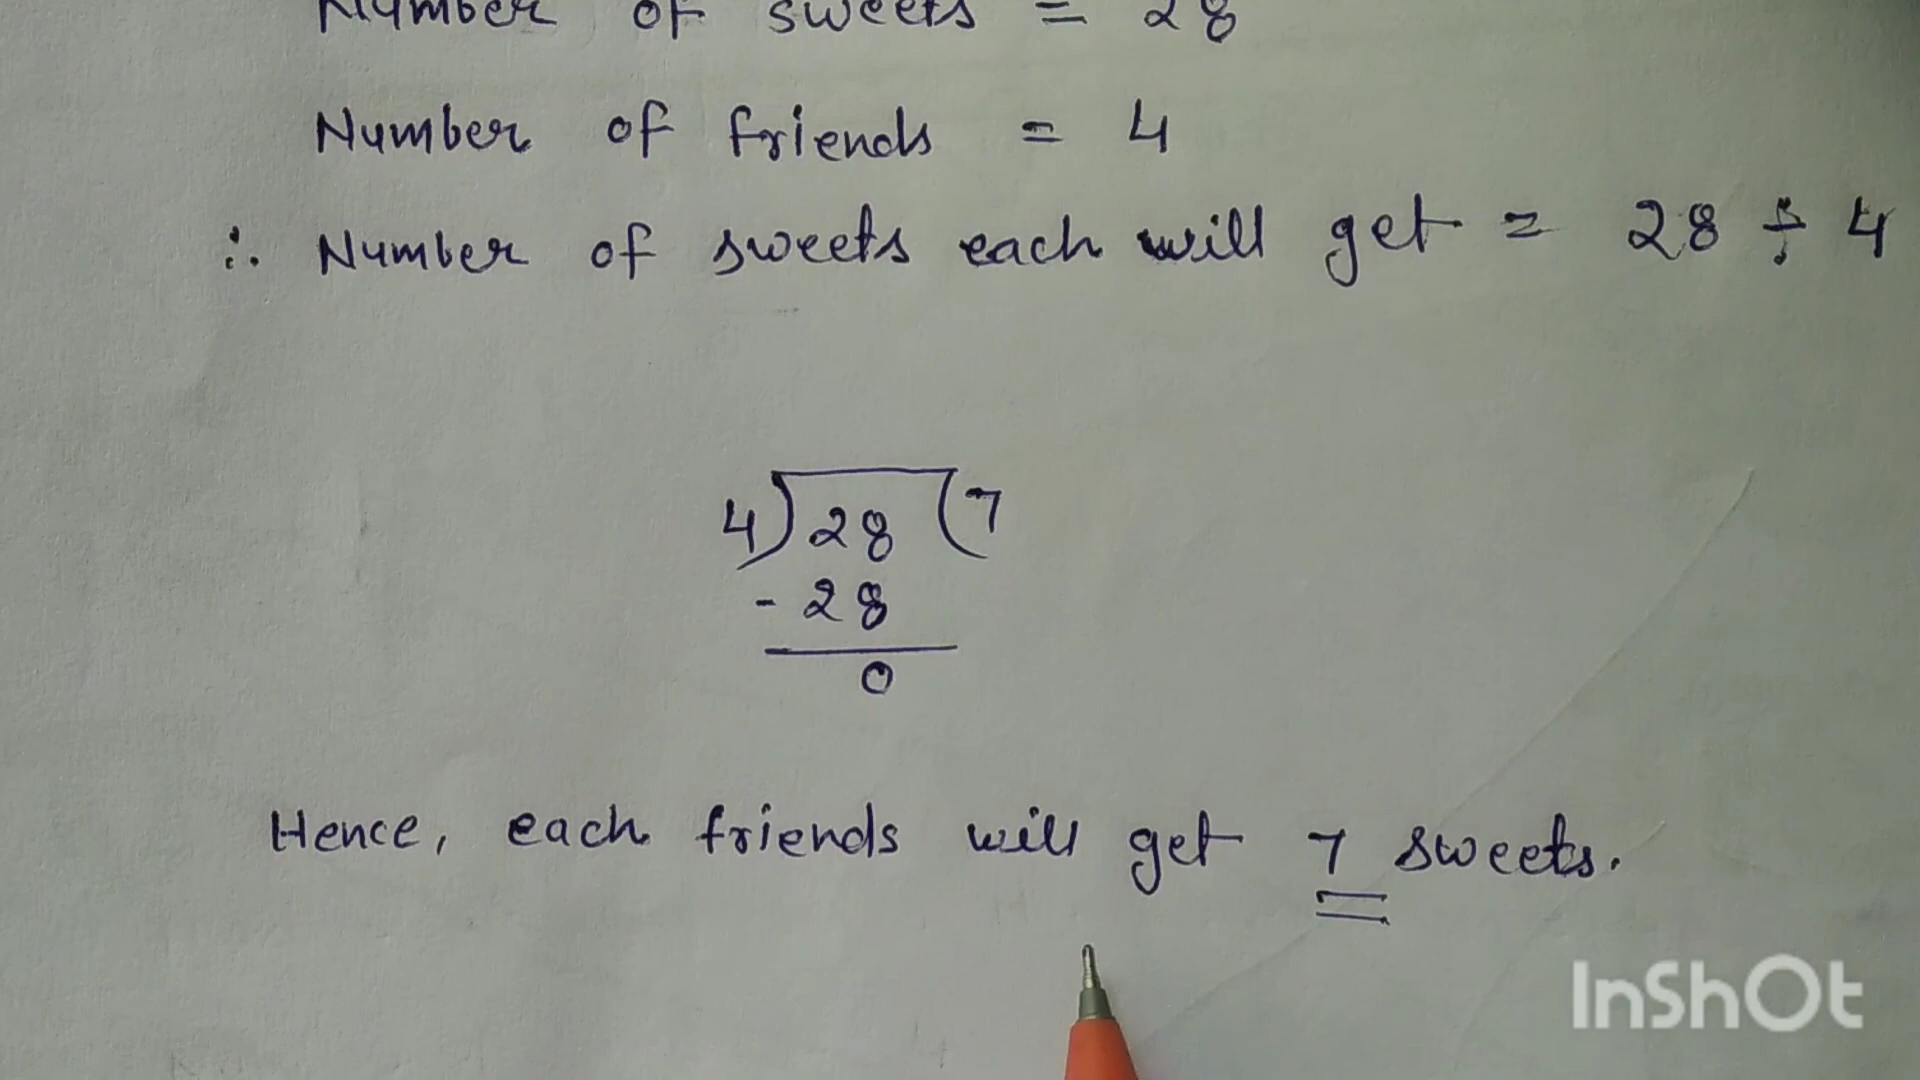 Number of sweets = 28
Number of friends = 4
∴ Number of sweets each will get = 28 ÷ 4
4) 28 (7
- 28
0
Hence, each friends will get 7 sweets.
InShOt